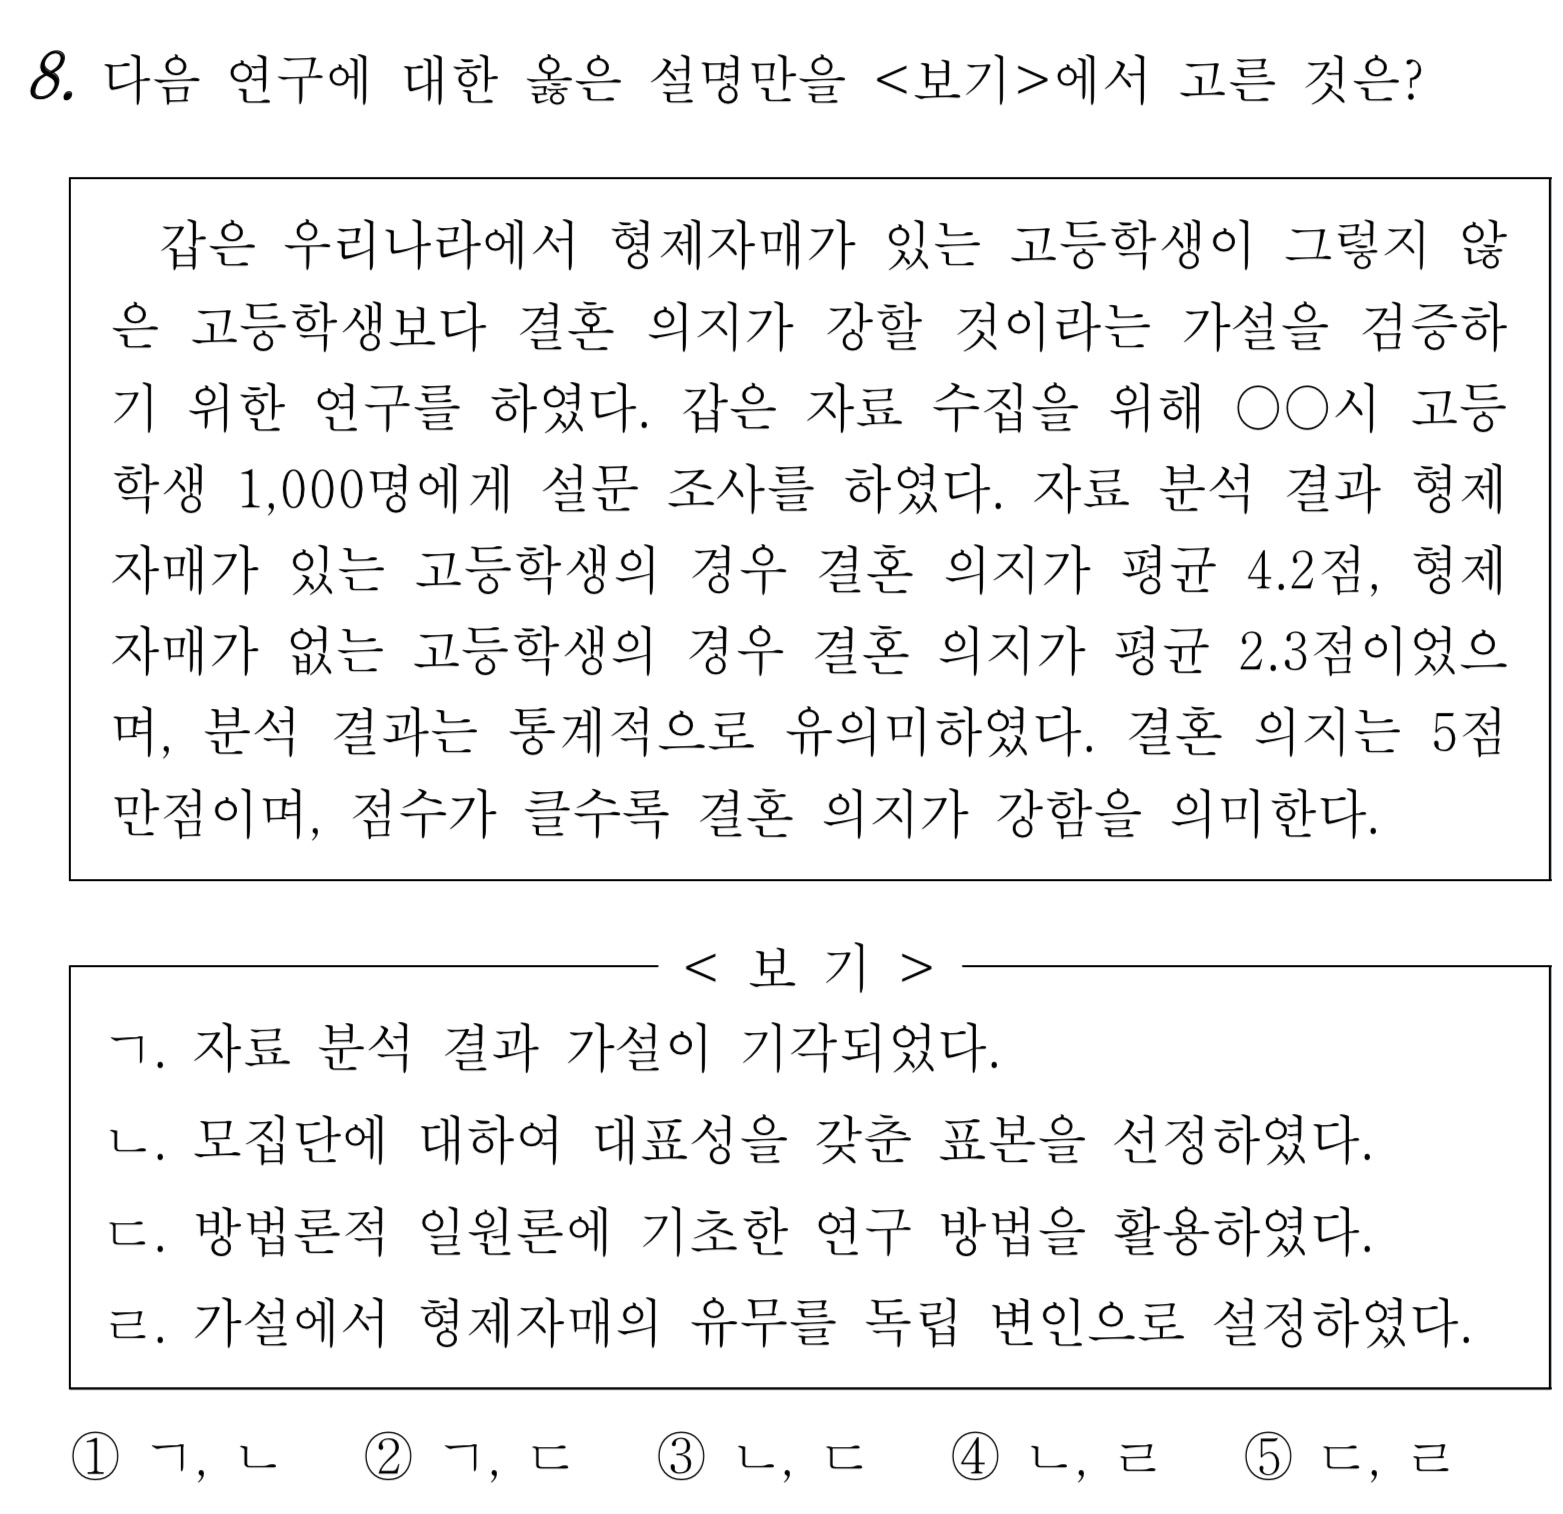 8. 다음 연구에 대한 옳은 설명만을 <보기>에서 고른 것은?
갑은 우리나라에서 형제자매가 있는 고등학생이 그렇지 않
은 고등학생보다 결혼 의지가 강할 것이라는 가설을 검증하
기 위한 연구를 하였다. 갑은 자료 수집을 위해 ○○시 고등
학생 1,000명에게 설문 조사를 하였다. 자료 분석 결과 형제
자매가 있는 고등학생의 경우 결혼 의지가 평균 4.2점, 형제
자매가 없는 고등학생의 경우 결혼 의지가 평균 2.3점이었으
며, 분석 결과는 통계적으로 유의미하였다. 결혼 의지는 5점
만점이며, 점수가 클수록 결혼 의지가 강함을 의미한다.
< 보 기 >
ㄱ. 자료 분석 결과 가설이 기각되었다.
ㄴ. 모집단에 대하여 대표성을 갖춘 표본을 선정하였다.
ㄷ. 방법론적 일원론에 기초한 연구 방법을 활용하였다.
ㄹ. 가설에서 형제자매의 유무를 독립 변인으로 설정하였다.
① ㄱ, ㄴ ② ㄱ, ㄷ ③ ㄴ, ㄷ ④ ㄴ, ㄹ ⑤ ㄷ, ㄹ